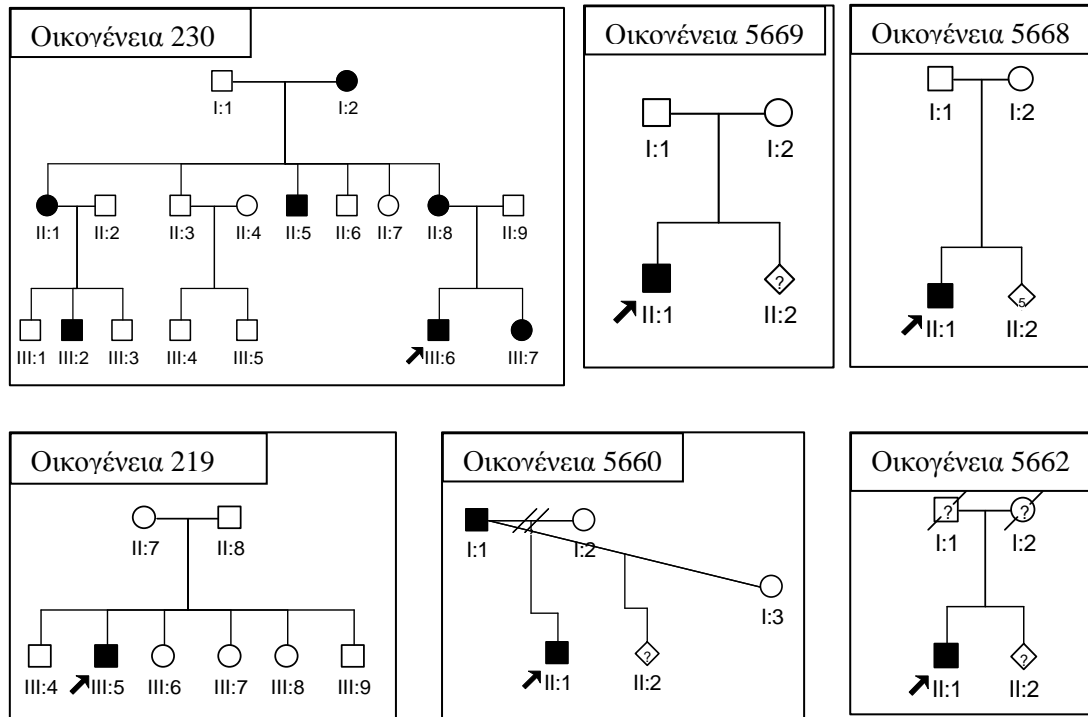 Οικογένεια 230
I:1 I:2
II:1 II:2 II:3 II:4 II:5 II:6 II:7 II:8 II:9
III:1 III:2 III:3 III:4 III:5 III:6 III:7
Οικογένεια 5669
I:1 I:2
?
II:1 II:2
Οικογένεια 5668
I:1 I:2
5
II:1 II:2
Οικογένεια 219
II:7 II:8
III:4 III:5 III:6 III:7 III:8 III:9
Οικογένεια 5660
I:1 I:2
I:3
?
II:1 II:2
Οικογένεια 5662
? ?
I:1 I:2
?
II:1 II:2